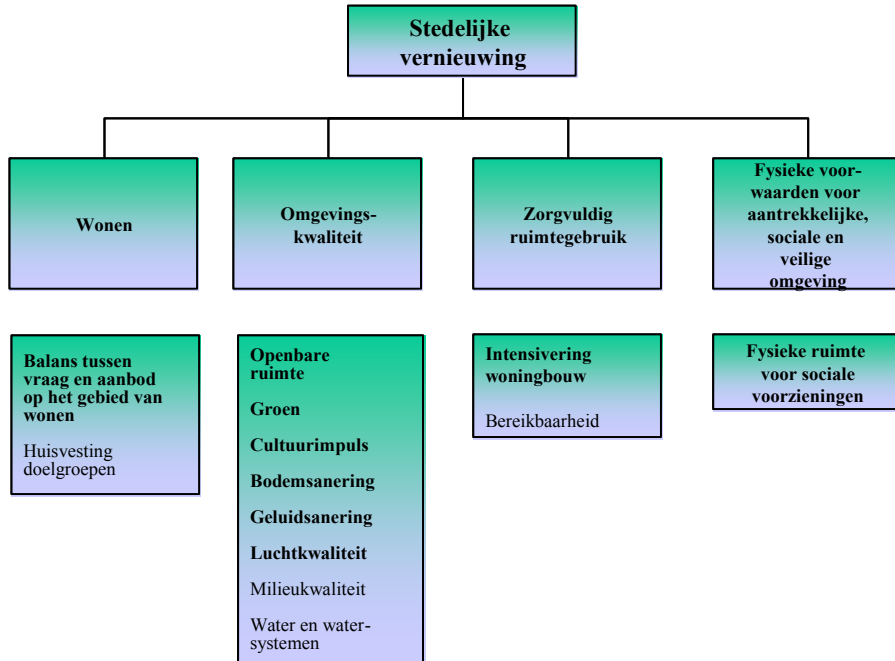 Stedelijke
vernieuwing
Wonen
Omgevings-
kwaliteit
Zorgvuldig
ruimtegebruik
Fysieke voor-
waarden voor
aantrekkelijke,
sociale en
veilige
omgeving
Balans tussen
vraag en aanbod
op het gebied van
wonen
Huisvesting
doelgroepen
Openbare
ruimte
Groen
Cultuurimpuls
Bodemsanering
Geluidsanering
Luchtkwaliteit
Milieukwaliteit
Water en water-
systemen
Intensivering
woningbouw
Bereikbaarheid
Fysieke ruimte
voor sociale
voorzieningen